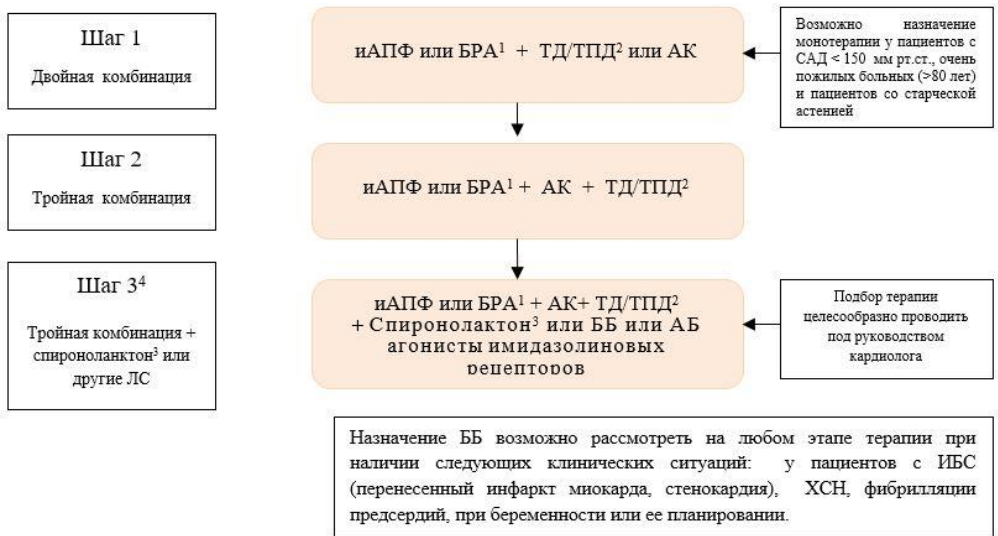 Шаг 1
Двойная комбинация
иАПФ или БРА¹ + ТД/ТПД² или АК
Возможно назначение
монотерапии у пациентов с
САД < 150 мм рт.ст., очень
пожилых больных (>80 лет)
и пациентов со старческой
астенией
Шаг 2
Тройная комбинация
иАПФ или БРА¹ + АК + ТД/ТПД²
Шаг 3⁴
Тройная комбинация +
спироноланктон³ или
другие ЛС
иАПФ или БРА¹ + АК+ ТД/ТПД²
+ Спиронолактон³ или ББ или АБ
агонисты имидазолиновых
рецепторов
Подбор терапии
целесообразно проводить
под руководством
кардиолога
Назначение ББ возможно рассмотреть на любом этапе терапии при
наличии следующих клинических ситуаций: у пациентов с ИБС
(перенесенный инфаркт миокарда, стенокардия), ХСН, фибрилляции
предсердий, при беременности или ее планировании.